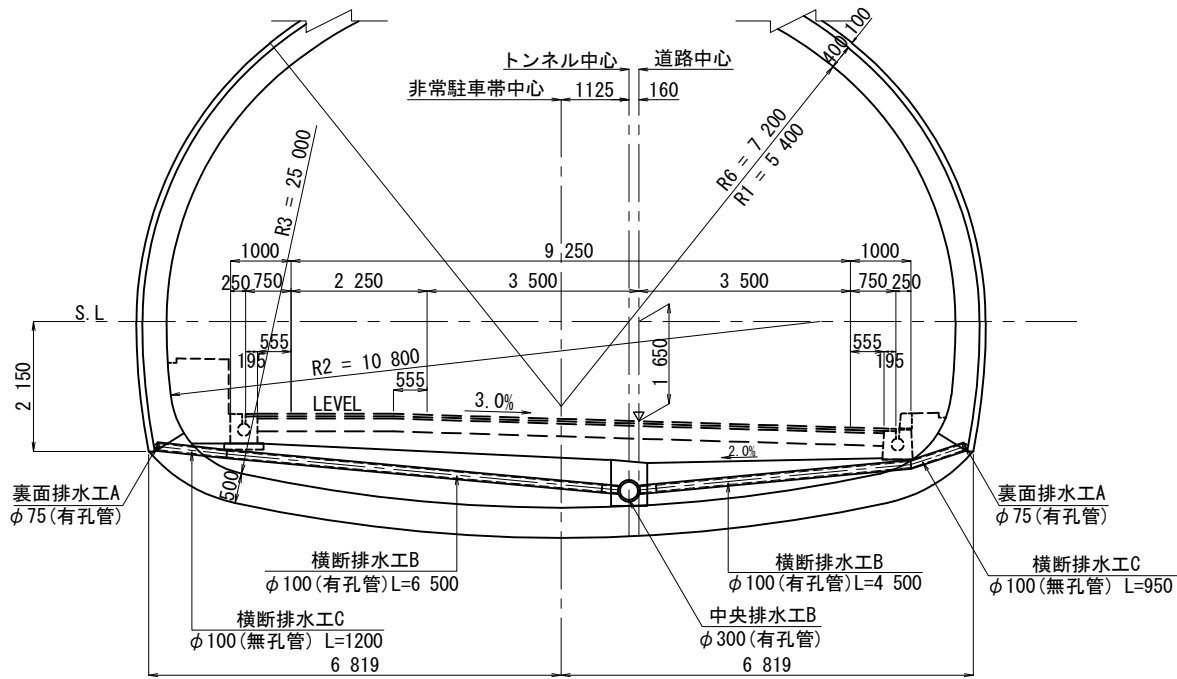 400 100
トンネル中心
道路中心
非常駐車帯中心
1125
160
R6 = 7 200
R1 = 5 400
R3 = 25 000
1000
9 250
1000
250
750
2 250
3 500
3 500
750
250
S.L
555
555
195
195
R2 = 10 800
1 650
2 150
555
LEVEL
3.0%
2.0%
500
裏面排水工A
φ75(有孔管)
裏面排水工A
φ75(有孔管)
横断排水工B
φ100(有孔管)L=6 500
横断排水工B
φ100(有孔管)L=4 500
横断排水工C
φ100(無孔管) L=950
横断排水工C
φ100(無孔管) L=1200
中央排水工B
φ300(有孔管)
6 819
6 819